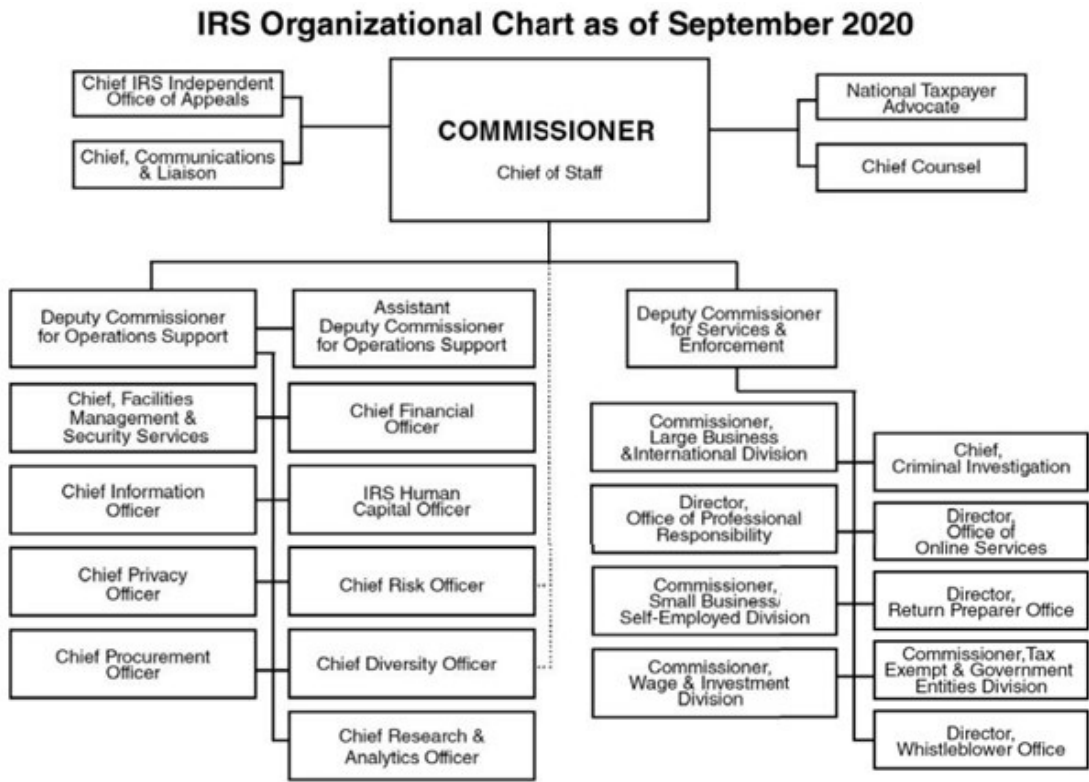 IRS Organizational Chart as of September 2020
Chief IRS Independent
Office of Appeals
Chief, Communications
& Liaison
COMMISSIONER
Chief of Staff
National Taxpayer
Advocate
Chief Counsel
Deputy Commissioner
for Operations Support
Assistant
Deputy Commissioner
for Operations Support
Chief, Facilities
Management &
Security Services
Chief Financial
Officer
Chief Information
Officer
IRS Human
Capital Officer
Chief Privacy
Officer
Chief Risk Officer
Chief Procurement
Officer
Chief Diversity Officer
Chief Research &
Analytics Officer
Deputy Commissioner
for Services &
Enforcement
Commissioner,
Large Business
&International Division
Chief,
Criminal Investigation
Director,
Office of Professional
Responsibility
Director,
Office of
Online Services
Commissioner,
Small Business/
Self-Employed Division
Director,
Return Preparer Office
Commissioner,
Wage & Investment
Division
Commissioner,Tax
Exempt & Government
Entities Division
Director,
Whistleblower Office